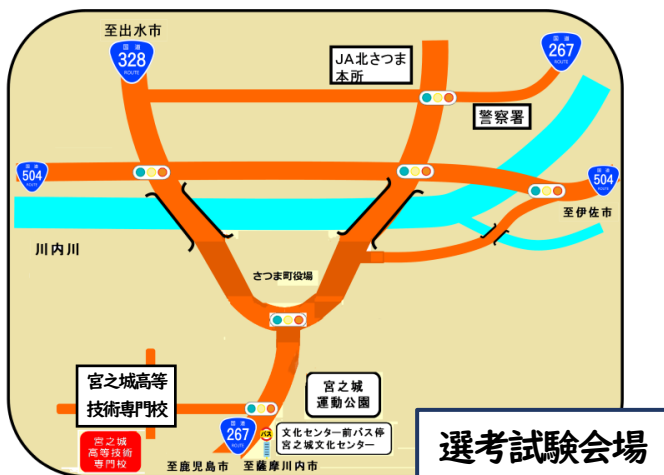 至出水市
国道
328
ROUTE
JA北さつま
本所
国道
267
ROUTE
警察署
国道
504
ROUTE
国道
504
ROUTE
至伊佐市
川内川
さつま町役場
宮之城高等
技術専門校
宮之城
運動公園
宮之城
高等技術
専門校
国道
267
ROUTE
バス
文化センター前バス停
宮之城文化センター
至鹿児島市
至薩摩川内市
選考試験会場